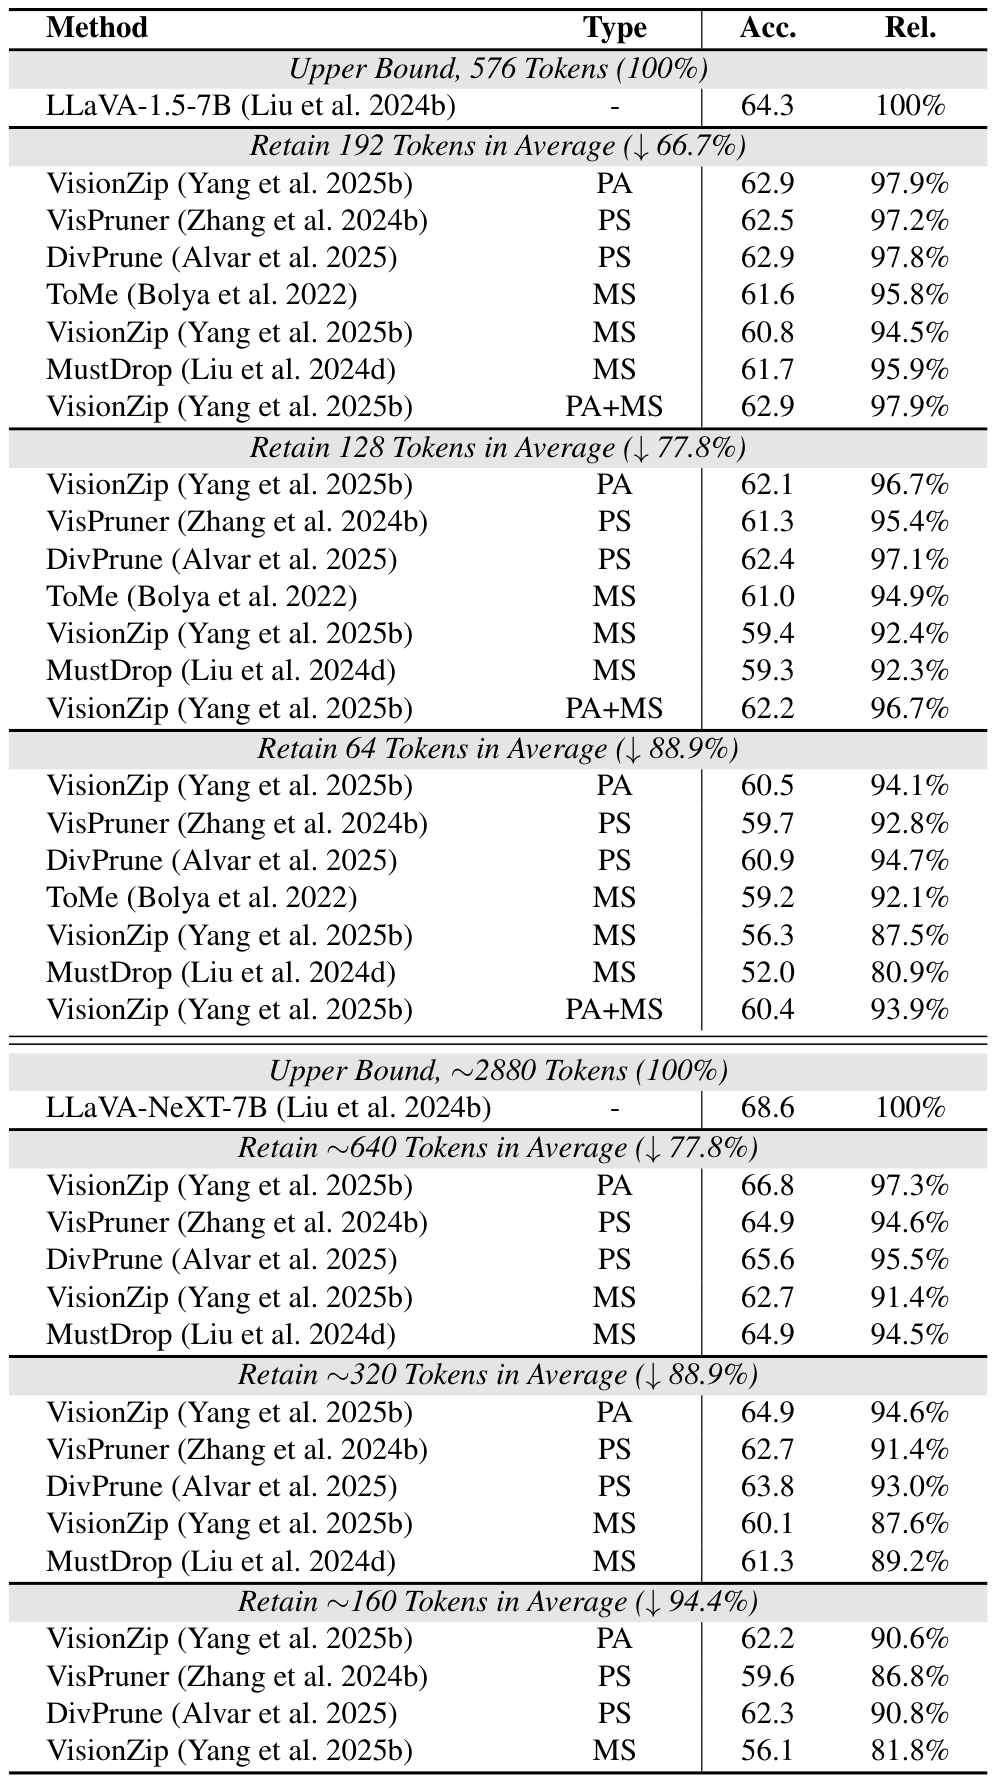 Method Type Acc. Rel.
Upper Bound, 576 Tokens (100%)
LLaVA-1.5-7B (Liu et al. 2024b) - 64.3 100%
Retain 192 Tokens in Average (↓ 66.7%)
VisionZip (Yang et al. 2025b) PA 62.9 97.9%
VisPruner (Zhang et al. 2024b) PS 62.5 97.2%
DivPrune (Alvar et al. 2025) PS 62.9 97.8%
ToMe (Bolya et al. 2022) MS 61.6 95.8%
VisionZip (Yang et al. 2025b) MS 60.8 94.5%
MustDrop (Liu et al. 2024d) MS 61.7 95.9%
VisionZip (Yang et al. 2025b) PA+MS 62.9 97.9%
Retain 128 Tokens in Average (↓ 77.8%)
VisionZip (Yang et al. 2025b) PA 62.1 96.7%
VisPruner (Zhang et al. 2024b) PS 61.3 95.4%
DivPrune (Alvar et al. 2025) PS 62.4 97.1%
ToMe (Bolya et al. 2022) MS 61.0 94.9%
VisionZip (Yang et al. 2025b) MS 59.4 92.4%
MustDrop (Liu et al. 2024d) MS 59.3 92.3%
VisionZip (Yang et al. 2025b) PA+MS 62.2 96.7%
Retain 64 Tokens in Average (↓ 88.9%)
VisionZip (Yang et al. 2025b) PA 60.5 94.1%
VisPruner (Zhang et al. 2024b) PS 59.7 92.8%
DivPrune (Alvar et al. 2025) PS 60.9 94.7%
ToMe (Bolya et al. 2022) MS 59.2 92.1%
VisionZip (Yang et al. 2025b) MS 56.3 87.5%
MustDrop (Liu et al. 2024d) MS 52.0 80.9%
VisionZip (Yang et al. 2025b) PA+MS 60.4 93.9%
Upper Bound, ~2880 Tokens (100%)
LLaVA-NeXT-7B (Liu et al. 2024b) - 68.6 100%
Retain ~640 Tokens in Average (↓ 77.8%)
VisionZip (Yang et al. 2025b) PA 66.8 97.3%
VisPruner (Zhang et al. 2024b) PS 64.9 94.6%
DivPrune (Alvar et al. 2025) PS 65.6 95.5%
VisionZip (Yang et al. 2025b) MS 62.7 91.4%
MustDrop (Liu et al. 2024d) MS 64.9 94.5%
Retain ~320 Tokens in Average (↓ 88.9%)
VisionZip (Yang et al. 2025b) PA 64.9 94.6%
VisPruner (Zhang et al. 2024b) PS 62.7 91.4%
DivPrune (Alvar et al. 2025) PS 63.8 93.0%
VisionZip (Yang et al. 2025b) MS 60.1 87.6%
MustDrop (Liu et al. 2024d) MS 61.3 89.2%
Retain ~160 Tokens in Average (↓ 94.4%)
VisionZip (Yang et al. 2025b) PA 62.2 90.6%
VisPruner (Zhang et al. 2024b) PS 59.6 86.8%
DivPrune (Alvar et al. 2025) PS 62.3 90.8%
VisionZip (Yang et al. 2025b) MS 56.1 81.8%